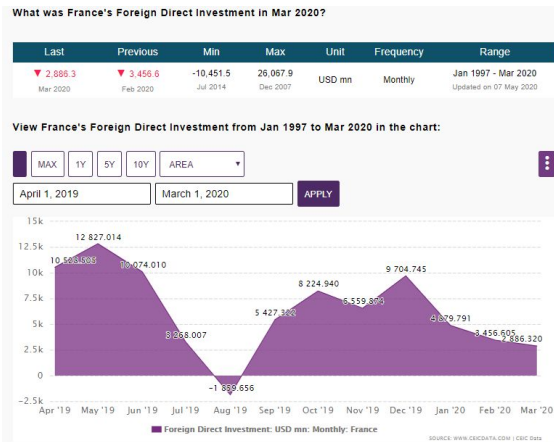 What was France's Foreign Direct Investment in Mar 2020?
Last Previous Min Max Unit Frequency Range
▼ 2,886.3 ▼ 3,456.6 -10,451.5 26,067.9 USD mn Monthly Jan 1997 - Mar 2020
Mar 2020 Feb 2020 Jul 2014 Dec 2007 Updated on 07 May 2020
View France's Foreign Direct Investment from Jan 1997 to Mar 2020 in the chart:
MAX 1Y 5Y 10Y AREA
April 1, 2019 March 1, 2020 APPLY
15k
12 827.014
12.5k
10 074.010
10k
9 704.745
8 224.940
7.5k
5 427.322
5k
3 268.007
3 456.605
2 886.320
2.5k
0
-1 859.656
-2.5k
Apr '19 May '19 Jun '19 Jul '19 Aug '19 Sep '19 Oct '19 Nov '19 Dec '19 Jan '20 Feb '20 Mar '20
Foreign Direct Investment: USD mn: Monthly: France
SOURCE: WWW.CEICDATA.COM | CEIC Data